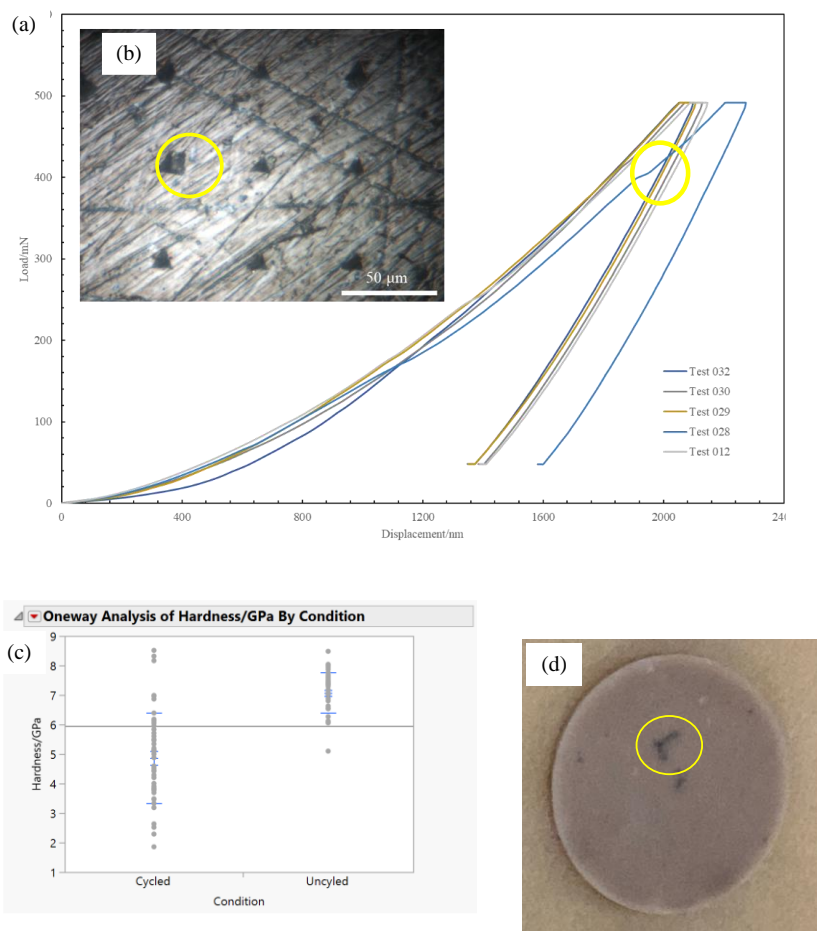 (a)
(b)
50 μm
500
400
300
200
100
0
Load/mN
Test 032
Test 030
Test 029
Test 028
Test 012
0
400
800
1200
1600
2000
Displacement/nm
Oneway Analysis of Hardness/GPa By Condition
(c)
9
8
7
6
5
4
3
2
1
Hardness/GPa
Cycled
Uncyled
Condition
(d)